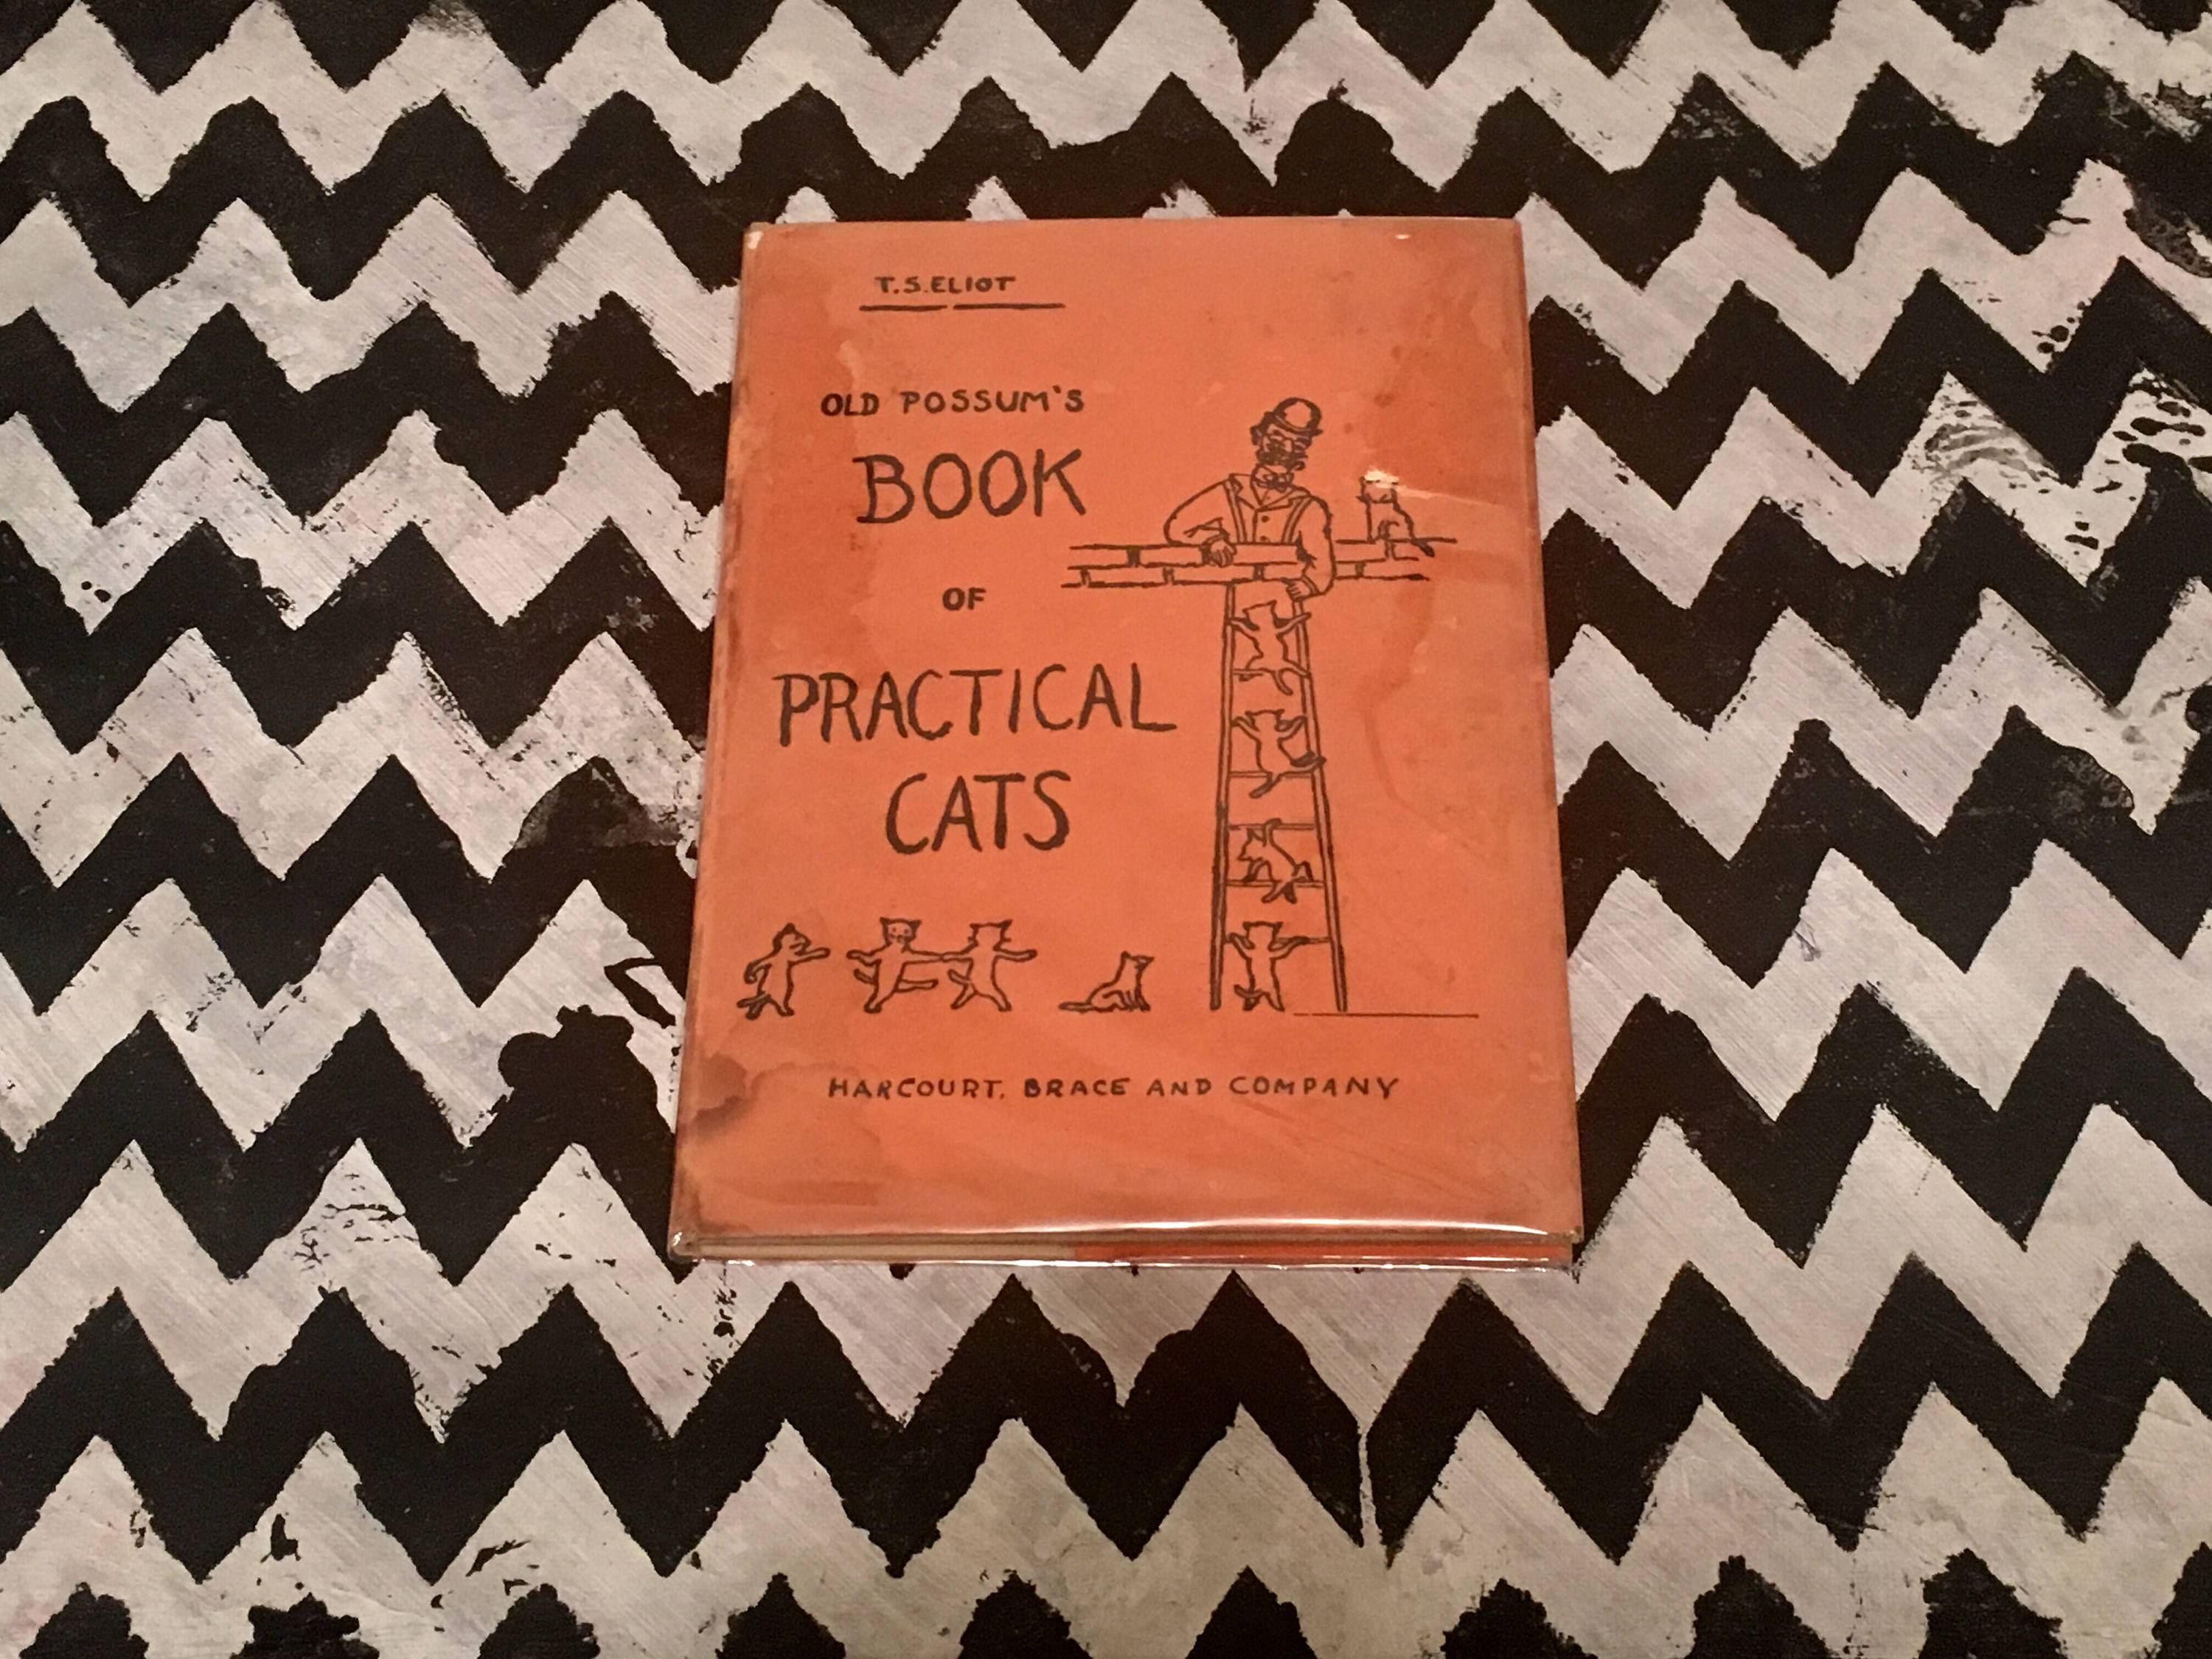 T.S.ELIOT
OLD POSSUM'S
BOOK
OF
PRACTICAL
CATS
HARCOURT, BRACE AND COMPANY